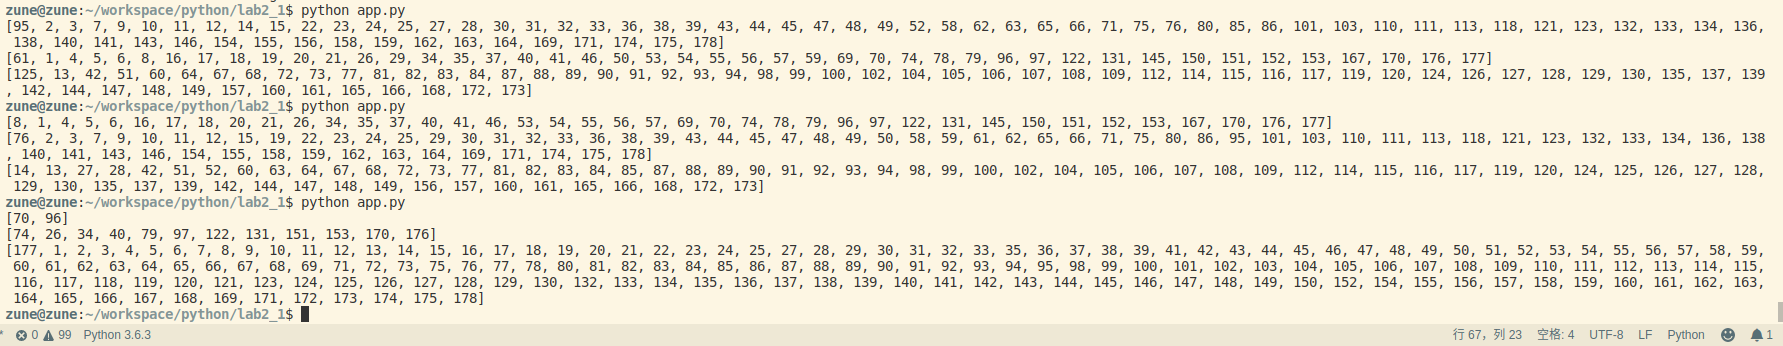 zune@zune:~/workspace/python/lab2_1$ python app.py
[95, 2, 3, 7, 9, 10, 11, 12, 14, 15, 22, 23, 24, 25, 27, 28, 30, 31, 32, 33, 36, 38, 39, 43, 44, 45, 47, 48, 49, 52, 58, 62, 63, 65, 66, 71, 75, 76, 80, 85, 86, 101, 103, 110, 111, 113, 118, 121, 123, 132, 133, 134, 136,
138, 140, 141, 143, 146, 154, 155, 156, 158, 159, 162, 163, 164, 169, 171, 174, 175, 178]
[61, 1, 4, 5, 6, 8, 16, 17, 18, 19, 20, 21, 26, 29, 34, 35, 37, 40, 41, 46, 50, 53, 54, 55, 56, 57, 59, 69, 70, 74, 78, 79, 96, 97, 122, 131, 145, 150, 151, 152, 153, 167, 170, 176, 177]
[125, 13, 42, 51, 60, 64, 67, 68, 72, 73, 77, 81, 82, 83, 84, 87, 88, 89, 90, 91, 92, 93, 94, 98, 99, 100, 102, 104, 105, 106, 107, 108, 109, 112, 114, 115, 116, 117, 119, 120, 124, 126, 127, 128, 129, 130, 135, 137, 139
, 142, 144, 147, 148, 149, 157, 160, 161, 165, 166, 168, 172, 173]
zune@zune:~/workspace/python/lab2_1$ python app.py
[8, 1, 4, 5, 6, 16, 17, 18, 20, 21, 26, 34, 35, 37, 40, 41, 46, 53, 54, 55, 56, 57, 69, 70, 74, 78, 79, 96, 97, 122, 131, 145, 150, 151, 152, 153, 167, 170, 176, 177]
[76, 2, 3, 7, 9, 10, 11, 12, 15, 19, 22, 23, 24, 25, 29, 30, 31, 32, 33, 36, 38, 39, 43, 44, 45, 47, 48, 49, 50, 58, 59, 61, 62, 65, 66, 71, 75, 80, 86, 95, 101, 103, 110, 111, 113, 118, 121, 123, 132, 133, 134, 136, 138
, 140, 141, 143, 146, 154, 155, 158, 159, 162, 163, 164, 169, 171, 174, 175, 178]
[14, 13, 27, 28, 42, 51, 52, 60, 63, 64, 67, 68, 72, 73, 77, 81, 82, 83, 84, 85, 87, 88, 89, 90, 91, 92, 93, 94, 98, 99, 100, 102, 104, 105, 106, 107, 108, 109, 112, 114, 115, 116, 117, 119, 120, 124, 125, 126, 127, 128,
129, 130, 135, 137, 139, 142, 144, 147, 148, 149, 156, 157, 160, 161, 165, 166, 168, 172, 173]
zune@zune:~/workspace/python/lab2_1$ python app.py
[70, 96]
[74, 26, 34, 40, 79, 97, 122, 131, 151, 153, 170, 176]
[177, 1, 2, 3, 4, 5, 6, 7, 8, 9, 10, 11, 12, 13, 14, 15, 16, 17, 18, 19, 20, 21, 22, 23, 24, 25, 27, 28, 29, 30, 31, 32, 33, 35, 36, 37, 38, 39, 41, 42, 43, 44, 45, 46, 47, 48, 49, 50, 51, 52, 53, 54, 55, 56, 57, 58, 59,
60, 61, 62, 63, 64, 65, 66, 67, 68, 69, 71, 72, 73, 75, 76, 77, 78, 80, 81, 82, 83, 84, 85, 86, 87, 88, 89, 90, 91, 92, 93, 94, 95, 98, 99, 100, 101, 102, 103, 104, 105, 106, 107, 108, 109, 110, 111, 112, 113, 114, 115,
116, 117, 118, 119, 120, 121, 123, 124, 125, 126, 127, 128, 129, 130, 132, 133, 134, 135, 136, 137, 138, 139, 140, 141, 142, 143, 144, 145, 146, 147, 148, 149, 150, 152, 154, 155, 156, 157, 158, 159, 160, 161, 162, 163,
164, 165, 166, 167, 168, 169, 171, 172, 173, 174, 175, 178]
zune@zune:~/workspace/python/lab2_1$
* 0 99 Python 3.6.3 行 67，列 23 空格: 4 UTF-8 LF Python 1